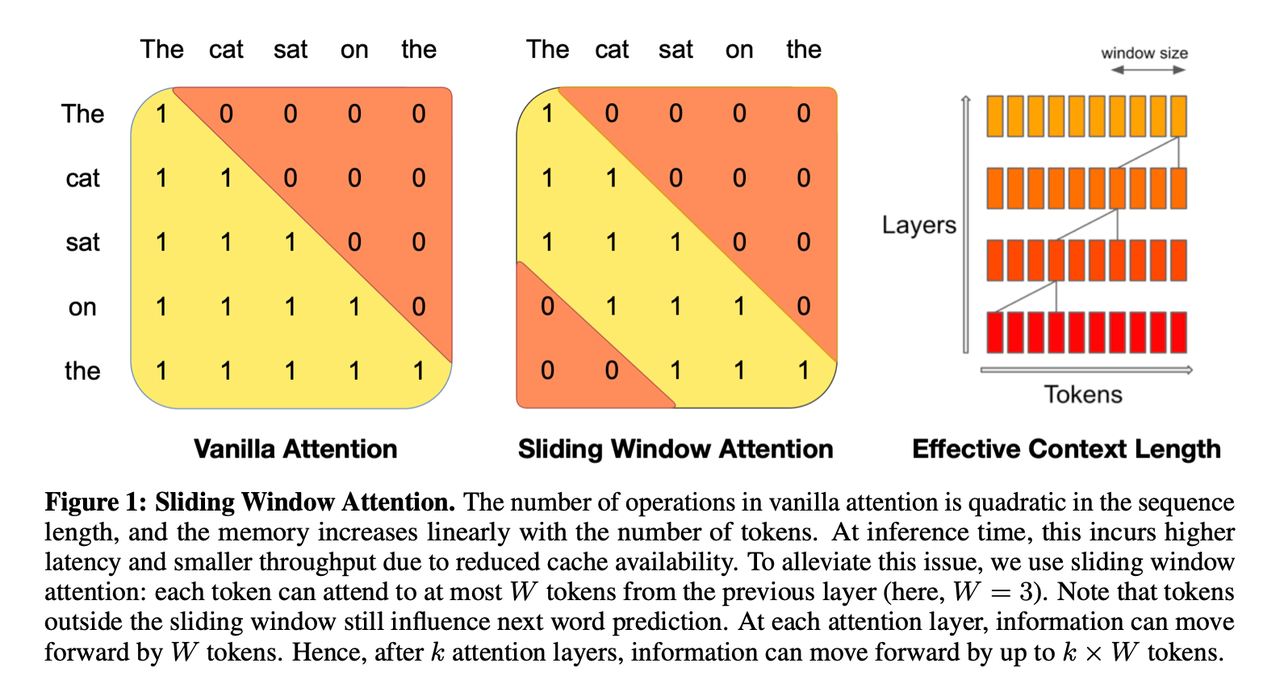 The cat sat on the
The 1 0 0 0 0
cat 1 1 0 0 0
sat 1 1 1 0 0
on 1 1 1 1 0
the 1 1 1 1 1
Vanilla Attention
The cat sat on the
1 0 0 0 0
1 1 0 0 0
1 1 1 0 0
0 1 1 1 0
0 0 1 1 1
Sliding Window Attention
window size
Layers
Tokens
Effective Context Length
Figure 1: Sliding Window Attention. The number of operations in vanilla attention is quadratic in the sequence
length, and the memory increases linearly with the number of tokens. At inference time, this incurs higher
latency and smaller throughput due to reduced cache availability. To alleviate this issue, we use sliding window
attention: each token can attend to at most W tokens from the previous layer (here, W = 3). Note that tokens
outside the sliding window still influence next word prediction. At each attention layer, information can move
forward by W tokens. Hence, after k attention layers, information can move forward by up to k × W tokens.